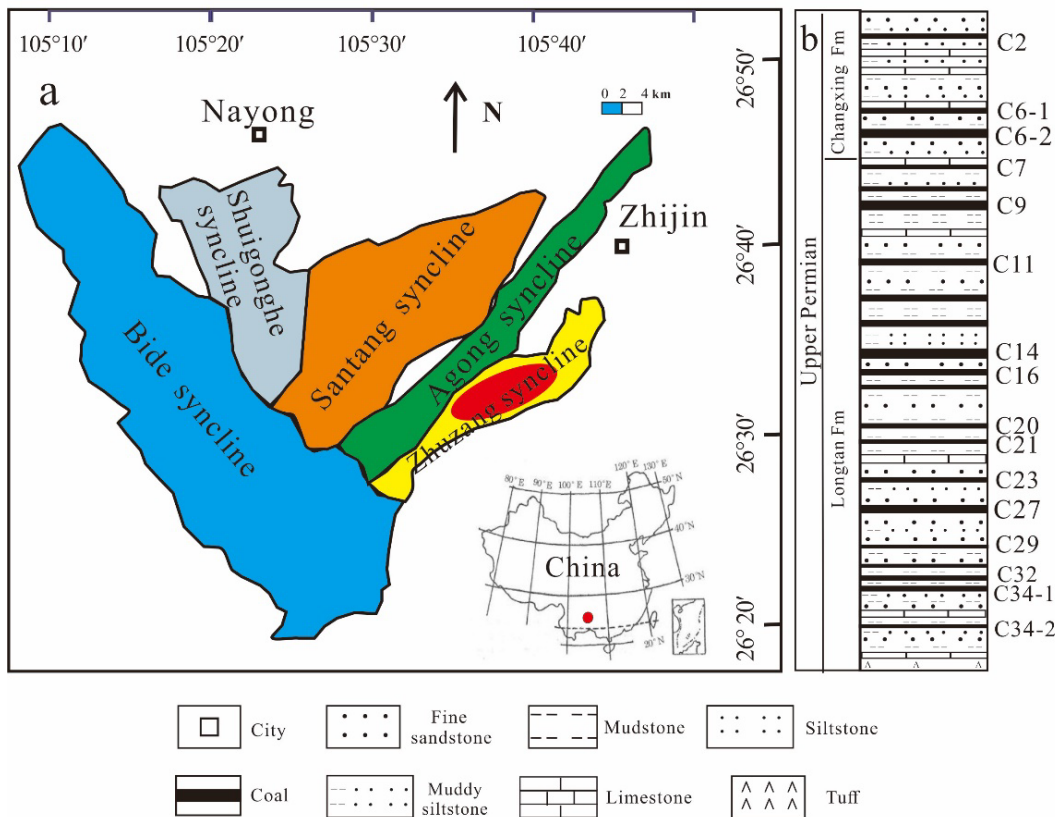 105°10′ 105°20′ 105°30′ 105°40′
a
Nayong
N
0 2 4 km
26°50′
Zhijin
26°40′
Shuigonghe
syncline
Santang syncline
Agong syncline
Bide syncline
Zhuzang syncline
26°30′
26°20′
80°E 90°E 100°E 110°E 120°E 130°E
50°N
40°N
30°N
20°N
China
b
Upper Permian
Changxing Fm
Longtan Fm
C2
C6-1
C6-2
C7
C9
C11
C14
C16
C20
C21
C23
C27
C29
C32
C34-1
C34-2
City
Fine
sandstone
Mudstone
Siltstone
Coal
Muddy
siltstone
Limestone
Tuff